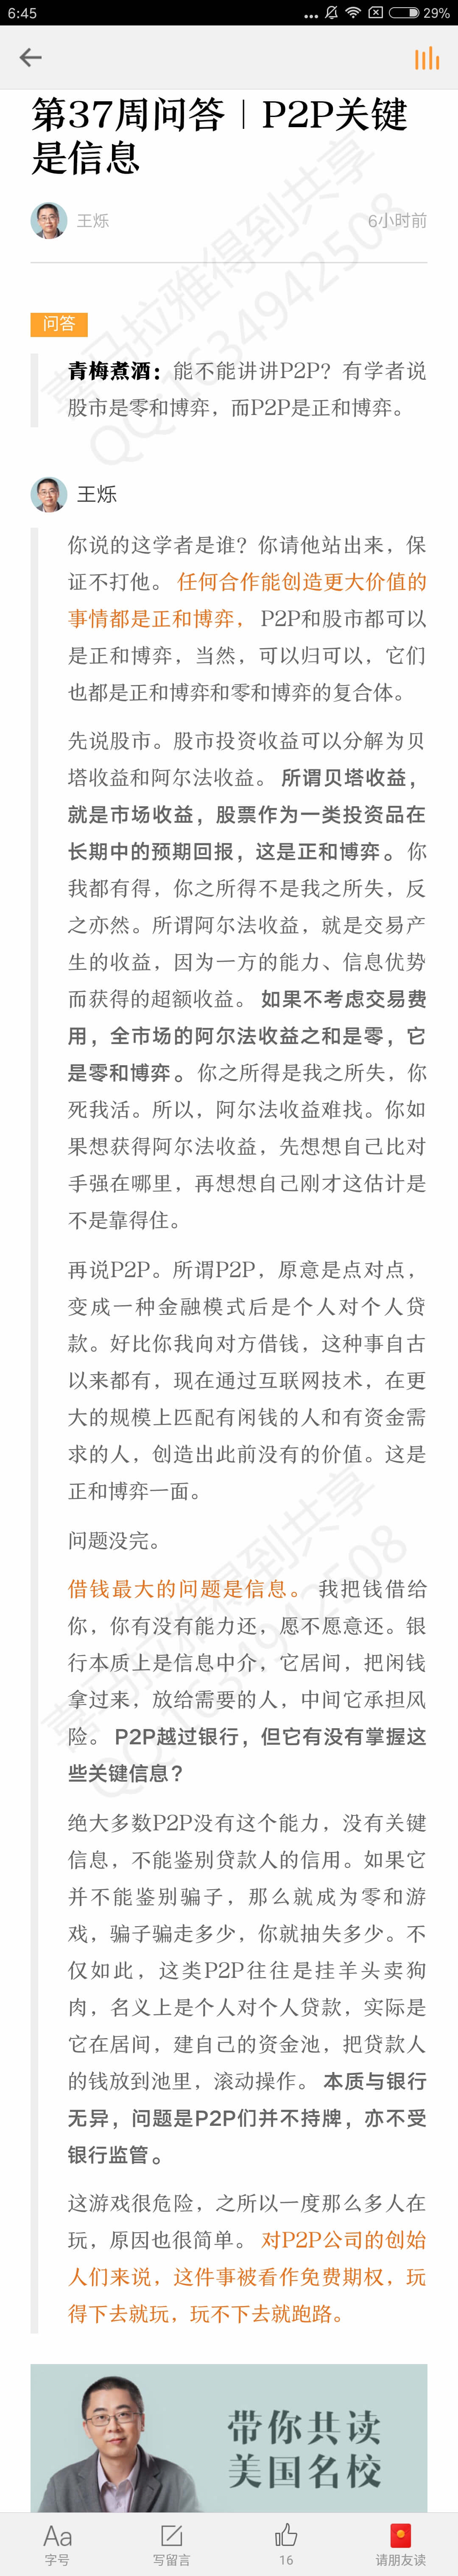 6:45
29%
第37周问答｜P2P关键
是信息
王烁
6小时前
问答
青梅煮酒：能不能讲讲P2P？有学者说
股市是零和博弈，而P2P是正和博弈。
王烁
你说的这学者是谁？你请他站出来，保
证不打他。任何合作能创造更大价值的
事情都是正和博弈，P2P和股市都可以
是正和博弈，当然，可以归可以，它们
也都是正和博弈和零和博弈的复合体。
先说股市。股市投资收益可以分解为贝
塔收益和阿尔法收益。所谓贝塔收益，
就是市场收益，股票作为一类投资品在
长期中的预期回报，这是正和博弈。你
我都有得，你之所得不是我之所失，反
之亦然。所谓阿尔法收益，就是交易产
生的收益，因为一方的能力、信息优势
而获得的超额收益。如果不考虑交易费
用，全市场的阿尔法收益之和是零，它
是零和博弈。你之所得是我之所失，你
死我活。所以，阿尔法收益难找。你如
果想获得阿尔法收益，先想想自己比对
手强在哪里，再想想自己刚才这估计是
不是靠得住。
再说P2P。所谓P2P，原意是点对点，
变成一种金融模式后是个人对个人贷
款。好比你我向对方借钱，这种事自古
以来都有，现在通过互联网技术，在更
大的规模上匹配有闲钱的人和有资金需
求的人，创造出此前没有的价值。这是
正和博弈一面。
问题没完。
借钱最大的问题是信息。我把钱借给
你，你有没有能力还，愿不愿意还。银
行本质上是信息中介，它居间，把闲钱
拿过来，放给需要的人，中间它承担风
险。P2P越过银行，但它有没有掌握这
些关键信息？
绝大多数P2P没有这个能力，没有关键
信息，不能鉴别贷款人的信用。如果它
并不能鉴别骗子，那么就成为零和游
戏，骗子骗走多少，你就抽失多少。不
仅如此，这类P2P往往是挂羊头卖狗
肉，名义上是个人对个人贷款，实际是
它在居间，建自己的资金池，把贷款人
的钱放到池里，滚动操作。本质与银行
无异，问题是P2P们并不持牌，亦不受
银行监管。
这游戏很危险，之所以一度那么多人在
玩，原因也很简单。对P2P公司的创始
人们来说，这件事被看作免费期权，玩
得下去就玩，玩不下去就跑路。
带你共读
美国名校
Aa
字号
写留言
16
请朋友读
喜马拉雅得到共享
QQ:1634942508
喜马拉雅得到共享
QQ:1634942508